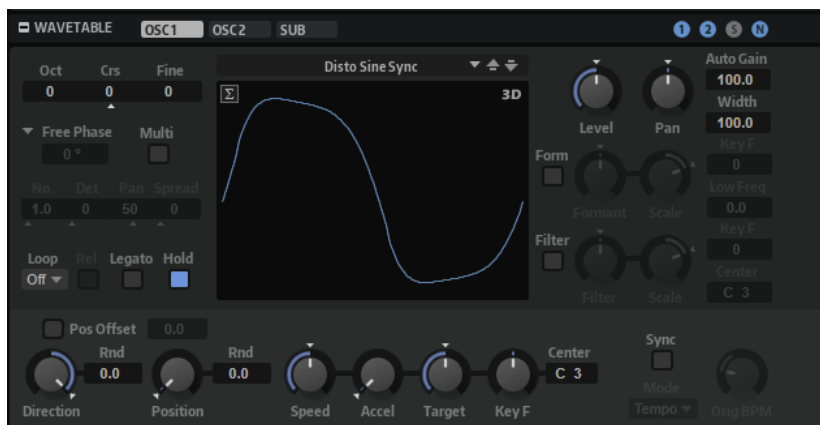 WAVETABLE OSC1 OSC2 SUB 1 2 S N
Oct Crs Fine
0 0 0
Free Phase Multi
0 °
No. Det Pan Spread
1.0 0 50 0
Loop Rel Legato Hold
Off
Disto Sine Sync
Σ 3D
Level Pan
Auto Gain
100.0
Width
100.0
Form
Formant Scale
Key F
0
Low Freq
0.0
Filter
Filter Scale
Key F
0
Center
C 3
Pos Offset 0.0
Direction
Rnd
0.0
Position
Rnd
0.0
Speed Accel Target Key F
Center
C 3
Sync
Mode
Tempo
Orig BPM